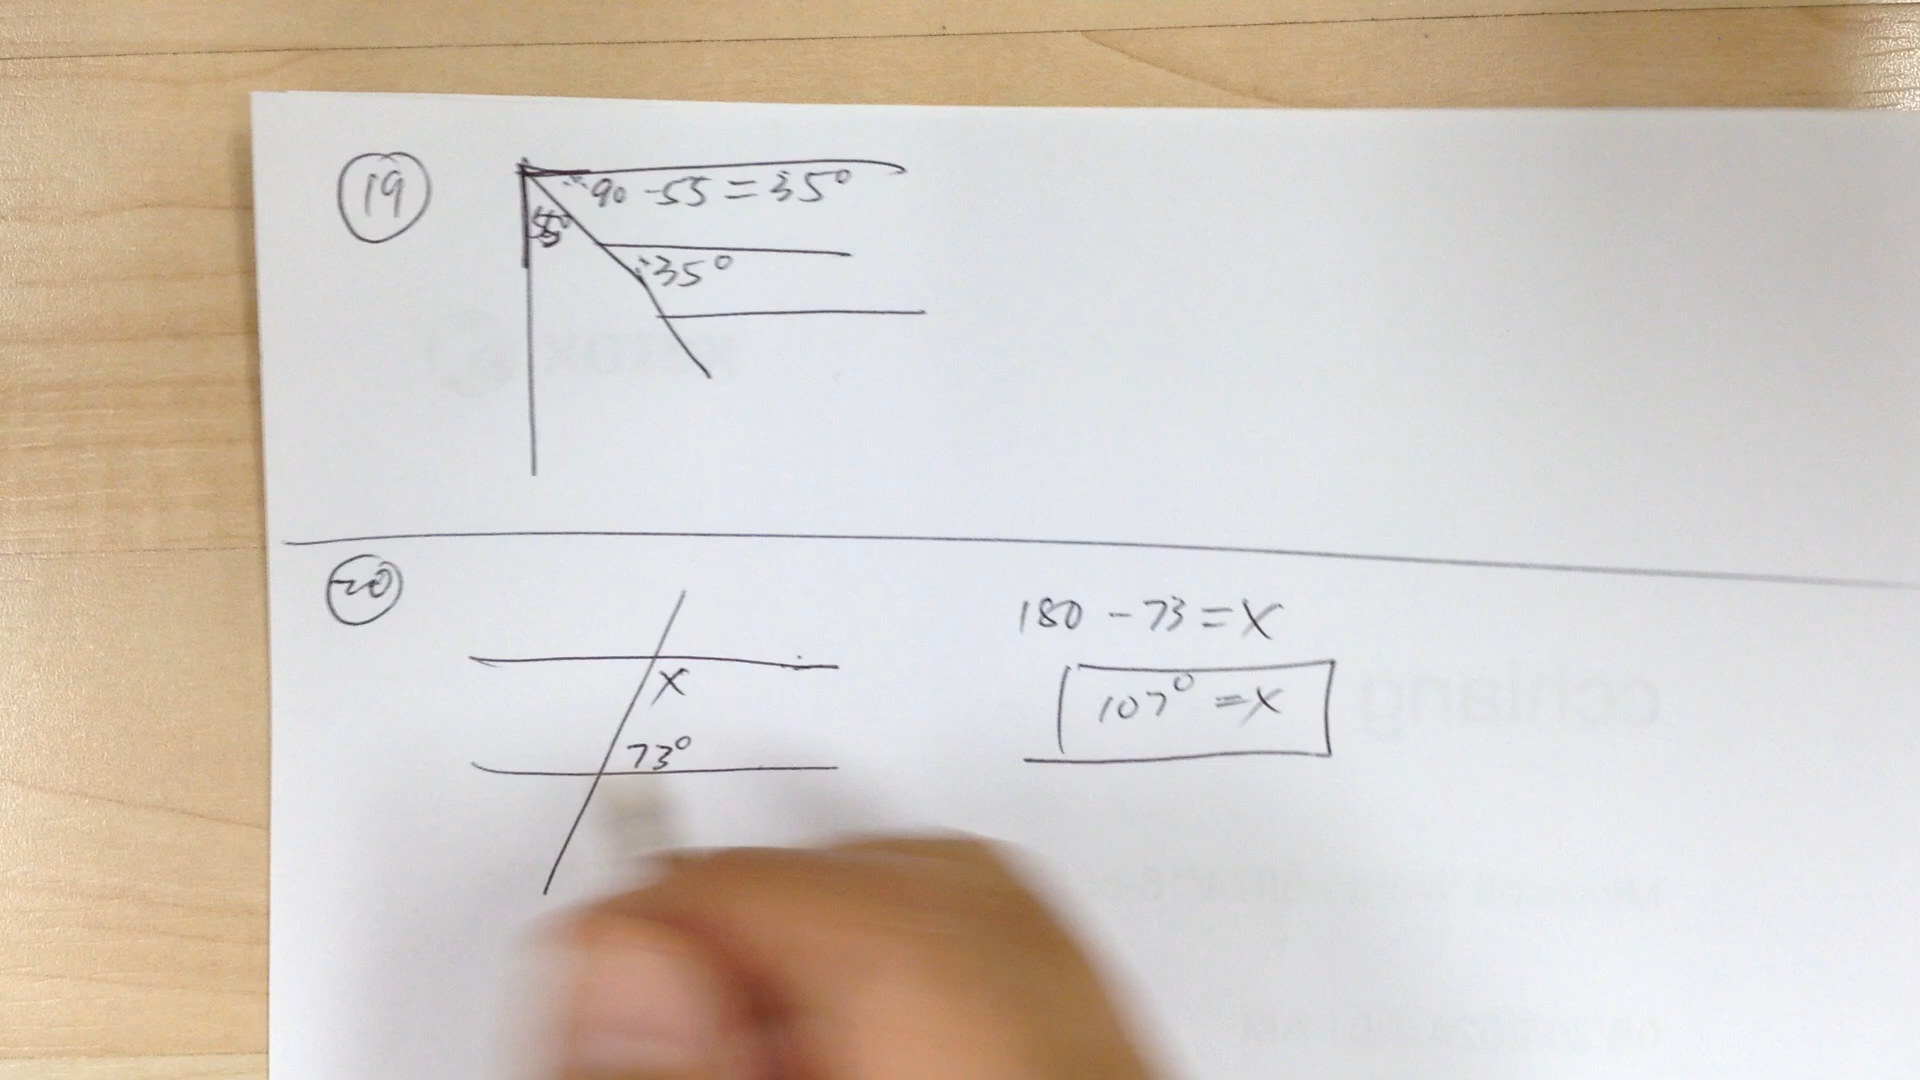 19
90 - 55 = 35°
55°
35°
20
180 - 73 = x
x
107° = x
73°